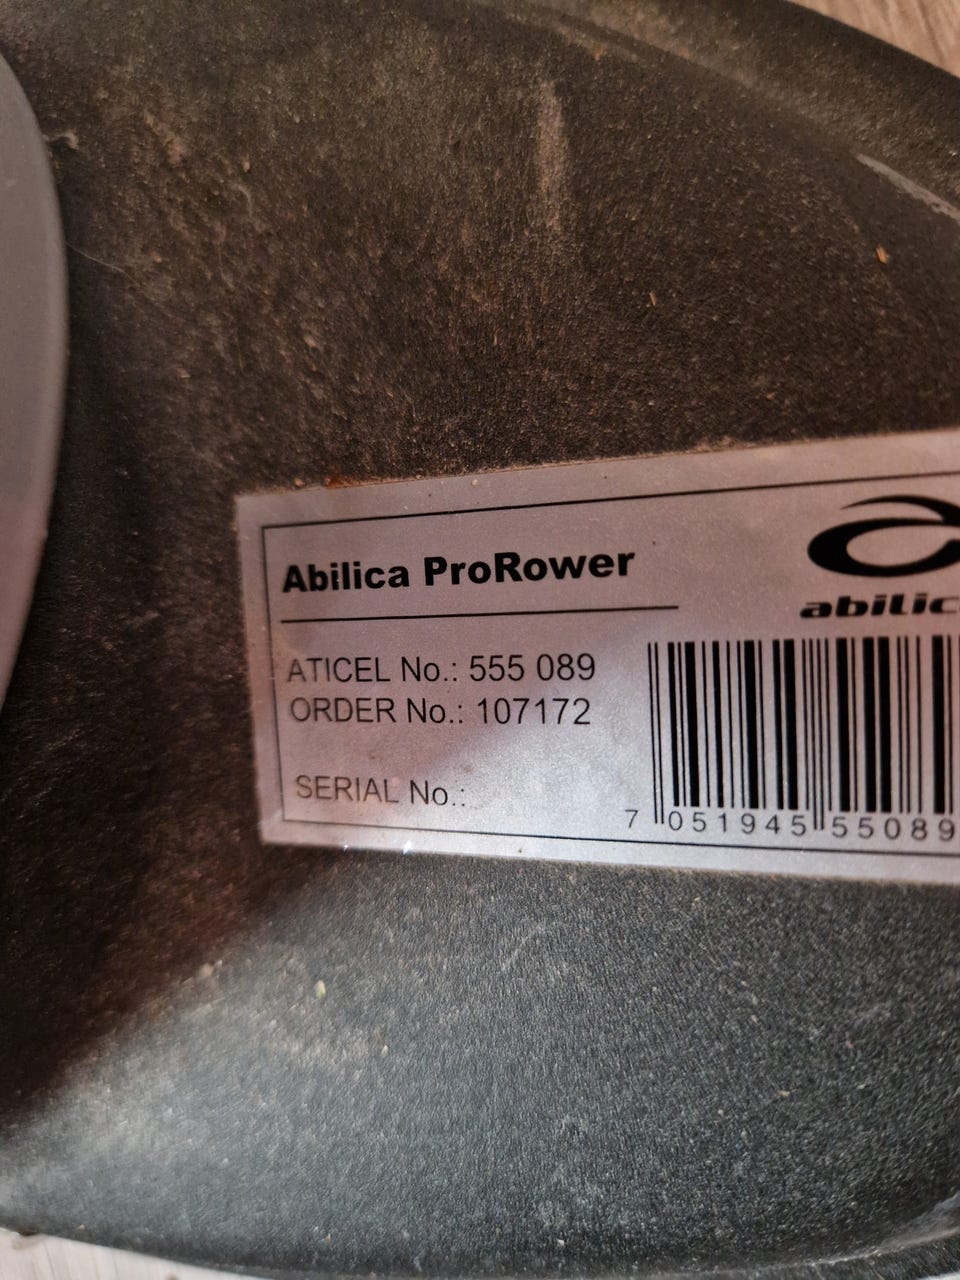 Abilica ProRower
abilic
ATICEL No.: 555 089
ORDER No.: 107172
SERIAL No.:
7 051945 55089